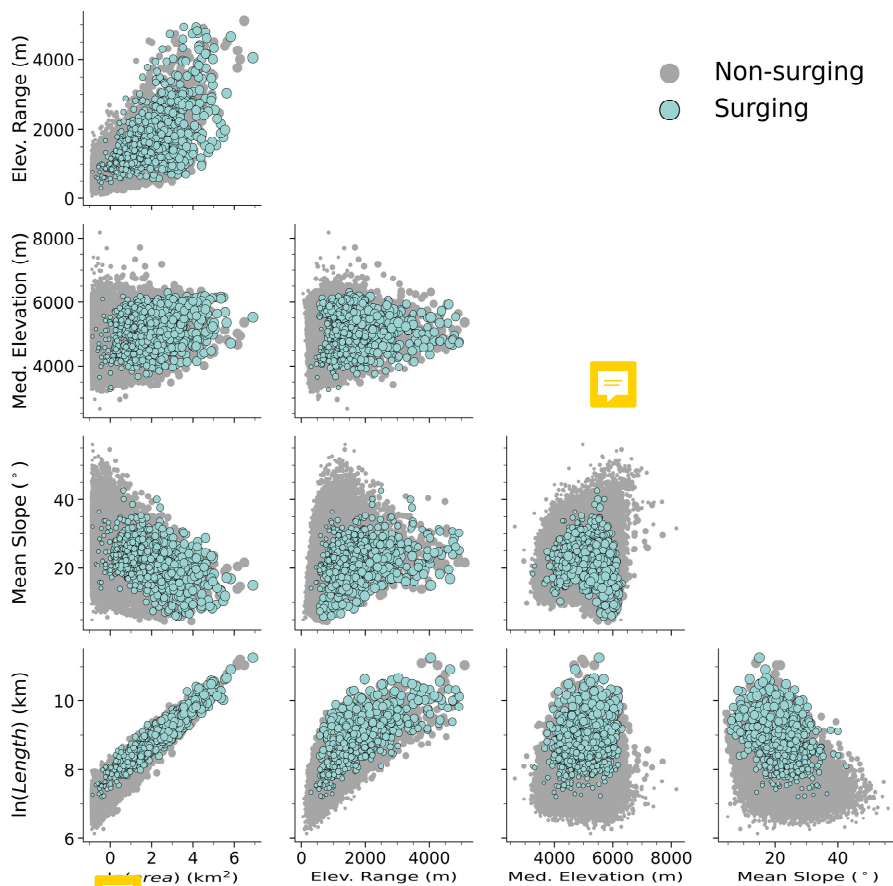 Elev. Range (m)
4000
2000
0
Non-surging
Surging
Med. Elevation (m)
8000
6000
4000
Mean Slope (°)
40
20
ln(Length) (km)
10
8
6
0 2 4 6
0 2000 4000
4000 6000 8000
20 40
area) (km²)
Elev. Range (m)
Med. Elevation (m)
Mean Slope (°)